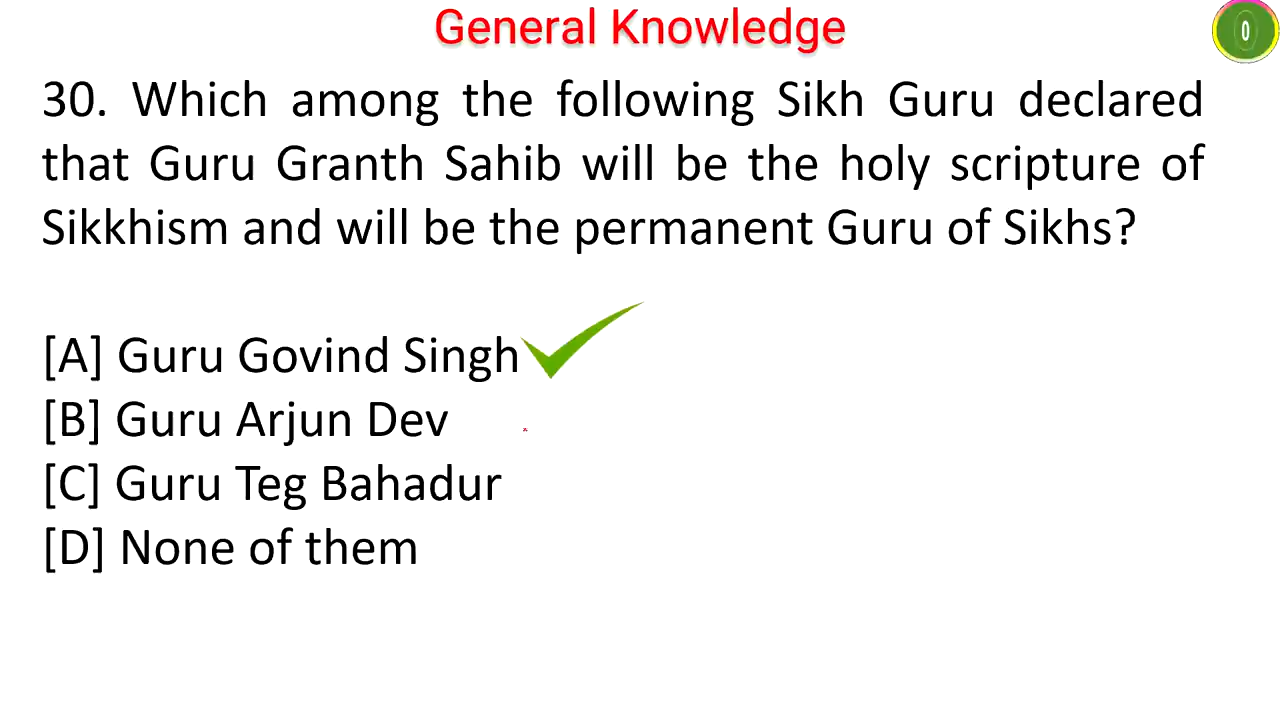 General Knowledge
0
30. Which among the following Sikh Guru declared
that Guru Granth Sahib will be the holy scripture of
Sikkhism and will be the permanent Guru of Sikhs?
[A] Guru Govind Singh
[B] Guru Arjun Dev
[C] Guru Teg Bahadur
[D] None of them